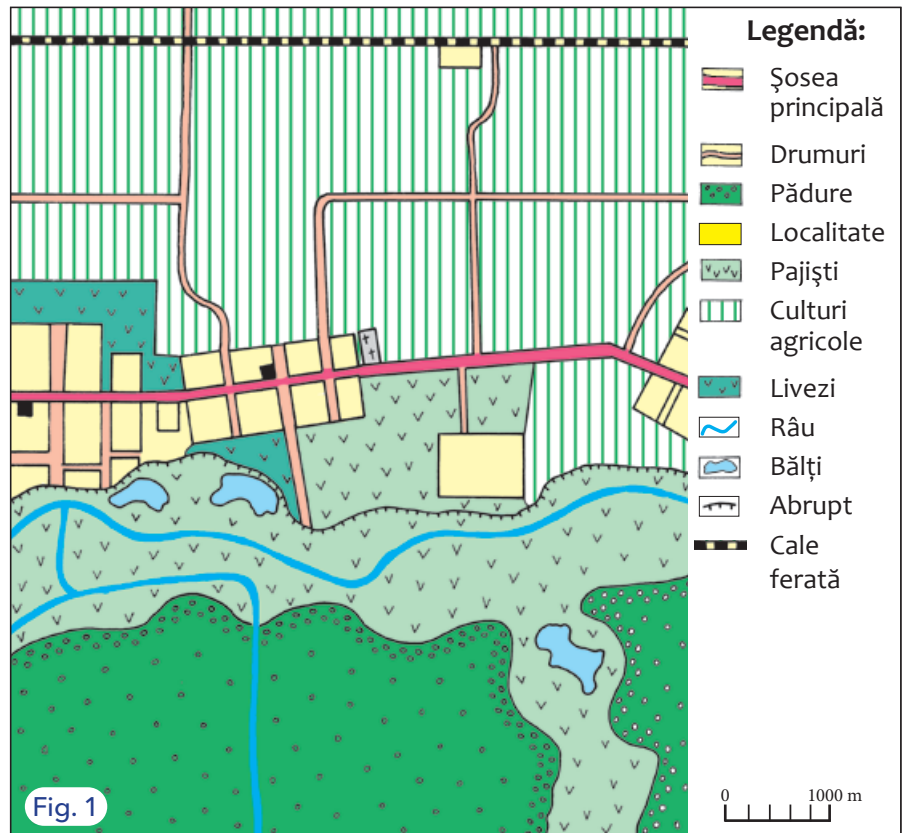 Legendă:
Şosea
principală
Drumuri
Pădure
Localitate
Pajişti
Culturi
agricole
Livezi
Râu
Bălți
Abrupt
Cale
ferată
0 1000 m
Fig. 1